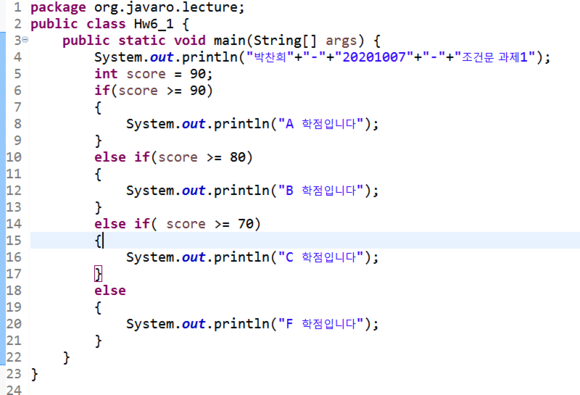 1 package org.javaro.lecture;
2 public class Hw6_1 {
3 public static void main(String[] args) {
4 System.out.println("박찬희"+"-"+"20201007"+"-"+"조건문 과제1");
5 int score = 90;
6 if(score >= 90)
7 {
8 System.out.println("A 학점입니다");
9 }
10 else if(score >= 80)
11 {
12 System.out.println("B 학점입니다");
13 }
14 else if( score >= 70)
15 {
16 System.out.println("C 학점입니다");
17 }
18 else
19 {
20 System.out.println("F 학점입니다");
21 }
22 }
23 }
24